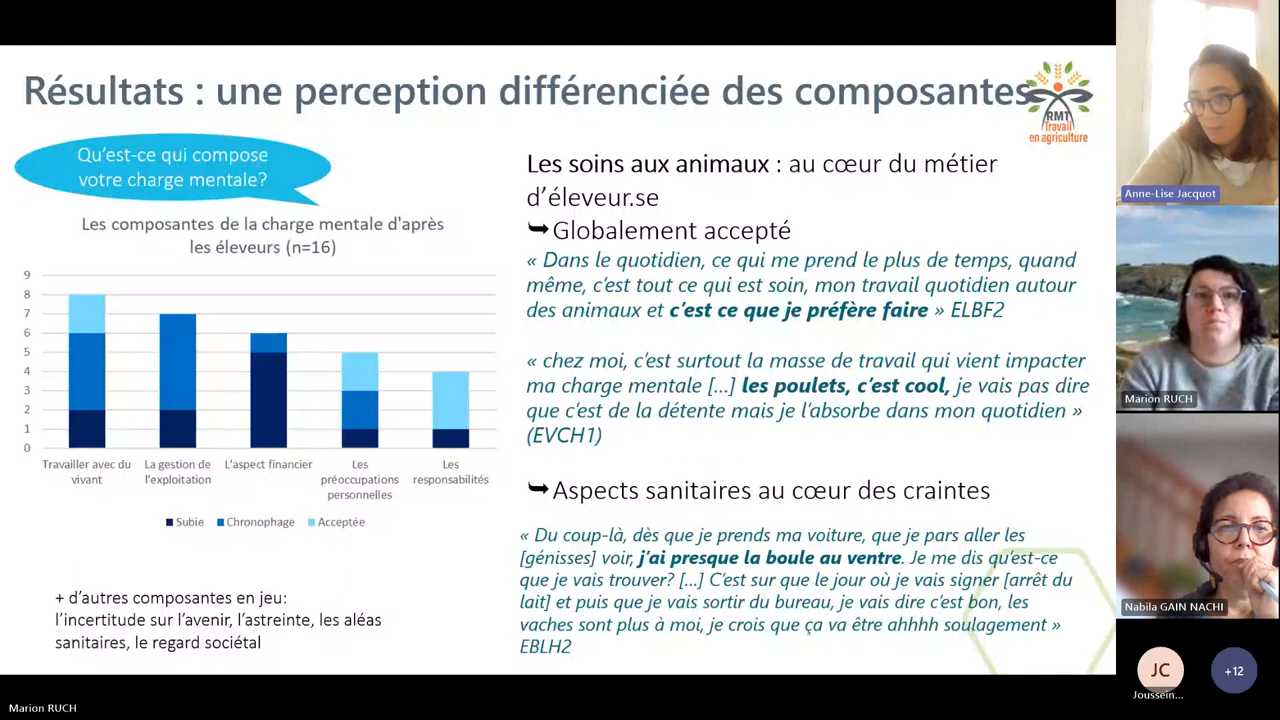 Résultats : une perception différenciée des composantes
RMT
Travail
en agriculture
Qu'est-ce qui compose
votre charge mentale?
Les composantes de la charge mentale d'après
les éleveurs (n=16)
9
8
7
6
5
4
3
2
1
0
Travailler avec du
vivant
La gestion de
l'exploitation
L'aspect financier
Les
préoccupations
personnelles
Les
responsabilités
Subie
Chronophage
Acceptée
+ d'autres composantes en jeu:
l'incertitude sur l'avenir, l'astreinte, les aléas
sanitaires, le regard sociétal
Les soins aux animaux : au cœur du métier
d'éleveur.se
➥Globalement accepté
« Dans le quotidien, ce qui me prend le plus de temps, quand
même, c'est tout ce qui est soin, mon travail quotidien autour
des animaux et c'est ce que je préfère faire » ELBF2
« chez moi, c'est surtout la masse de travail qui vient impacter
ma charge mentale [...] les poulets, c'est cool, je vais pas dire
que c'est de la détente mais je l'absorbe dans mon quotidien »
(EVCH1)
➥Aspects sanitaires au cœur des craintes
« Du coup-là, dès que je prends ma voiture, que je pars aller les
[génisses] voir, j'ai presque la boule au ventre. Je me dis qu'est-ce
que je vais trouver? [...] C'est sur que le jour où je vais signer [arrêt du
lait] et puis que je vais sortir du bureau, je vais dire c'est bon, les
vaches sont plus à moi, je crois que ça va être ahhhh soulagement »
EBLH2
Anne-Lise Jacquot
Marion RUCH
Nabila GAIN NACHI
JC
Joussein...
+12
Marion RUCH